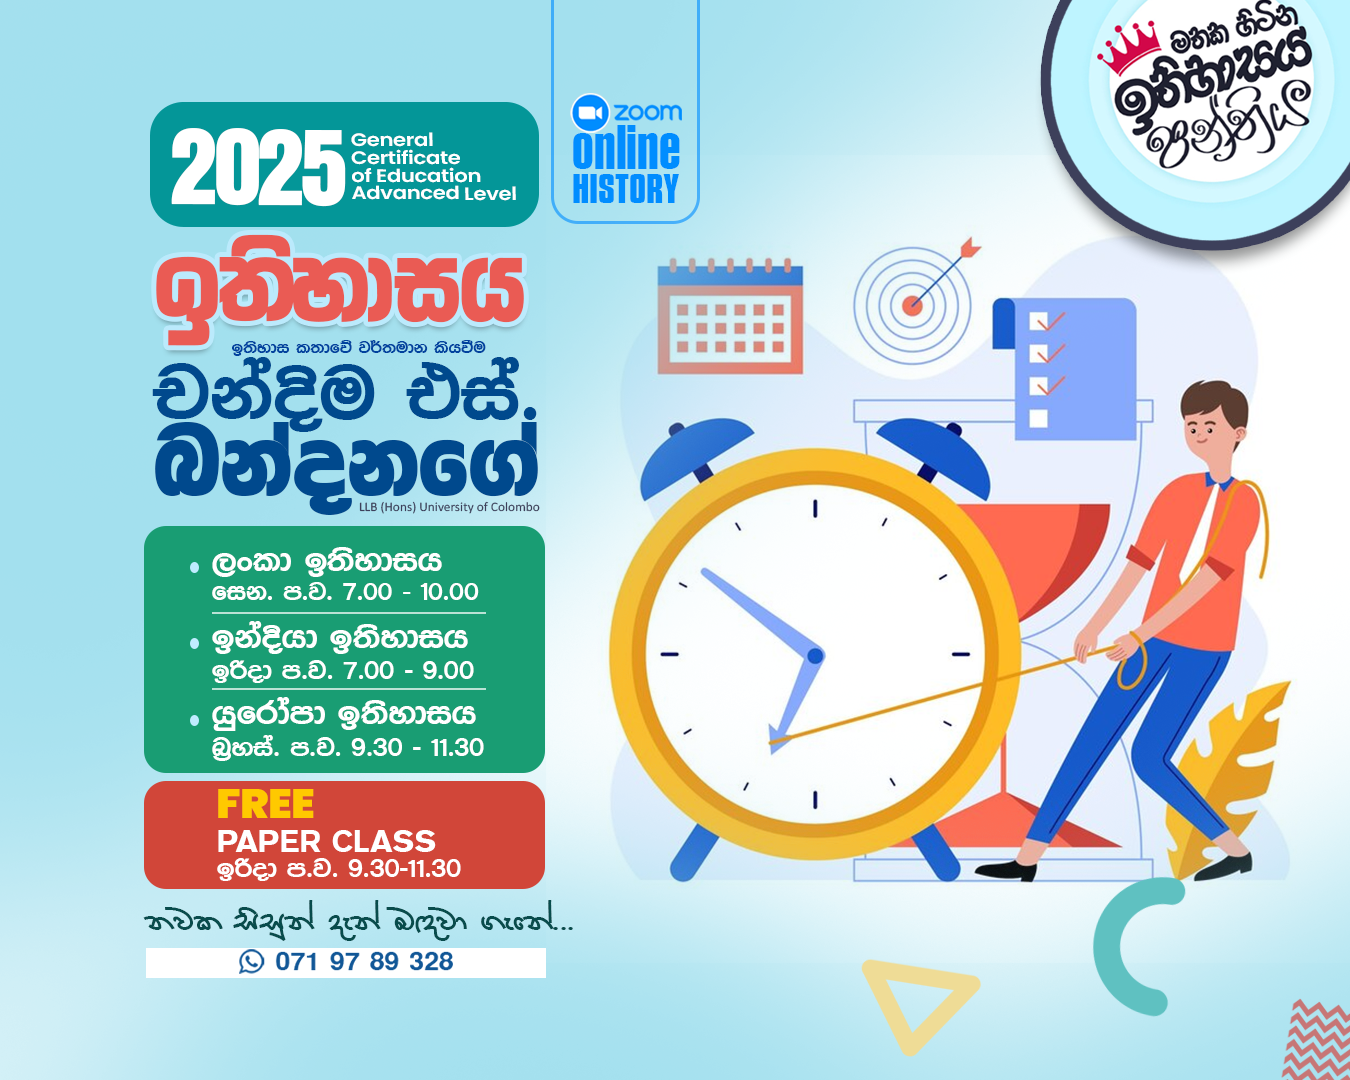 මතක හිටින
ඉතිහාසය
පන්තිය
zoom
online
HISTORY
2025
General
Certificate
of Education
Advanced Level
ඉතිහාසය
ඉතිහාස කතාවේ වර්තමාන කියවීම
චන්දිම එස්.
බන්දනගේ
LLB (Hons) University of Colombo
• ලංකා ඉතිහාසය
සෙන. ප.ව. 7.00 - 10.00
• ඉන්දියා ඉතිහාසය
ඉරිදා ප.ව. 7.00 - 9.00
• යුරෝපා ඉතිහාසය
බ්‍රහස්. ප.ව. 9.30 - 11.30
FREE
PAPER CLASS
ඉරිදා ප.ව. 9.30-11.30
නවක සිසුන් දැන් බඳවා ගැනේ...
071 97 89 328